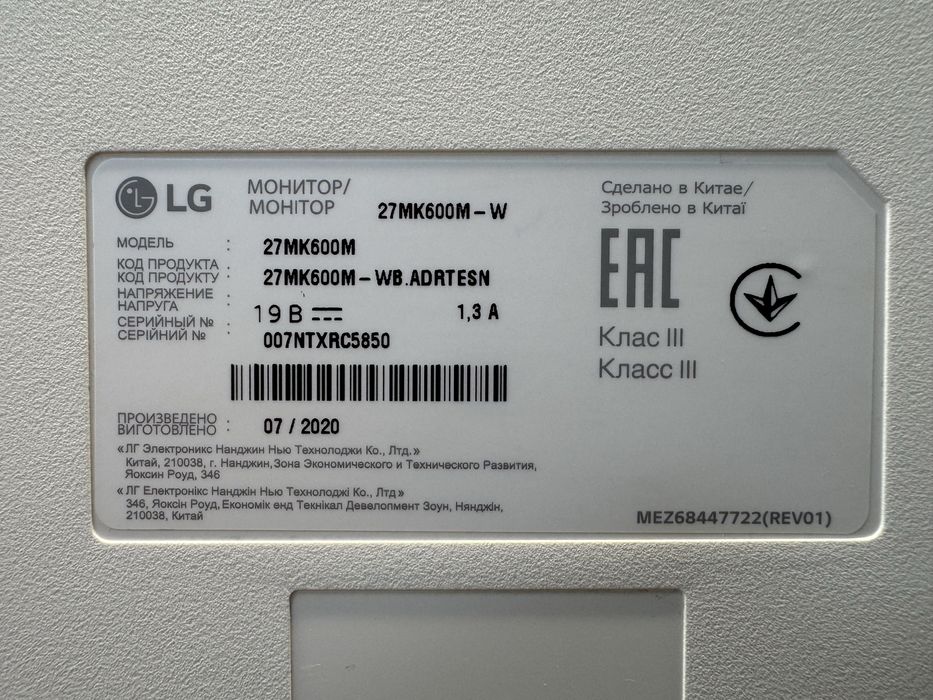 LG
МОНИТОР/
МОНІТОР
27MK600M-W
Сделано в Китае/
Зроблено в Китаї
МОДЕЛЬ : 27MK600M
КОД ПРОДУКТА :
КОД ПРОДУКТУ : 27MK600M-WB.ADRTESN
НАПРЯЖЕНИЕ :
НАПРУГА : 19 В 1,3 А
СЕРИЙНЫЙ № :
СЕРІЙНИЙ № : 007NTXRC5850
EAC
Клас III
Класс III
ПРОИЗВЕДЕНО :
ВИГОТОВЛЕНО : 07 / 2020
«ЛГ Электроникс Нанджин Нью Технолоджи Ко., Лтд.»
Китай, 210038, г. Нанджин,Зона Экономического и Технического Развития,
Яоксин Роуд, 346
«ЛГ Електронікс Нанджін Нью Технолоджі Ко., Лтд»
346, Яоксін Роуд,Економік енд Текнікал Девелопмент Зоун, Нянджін,
210038, Китай
MEZ68447722(REV01)